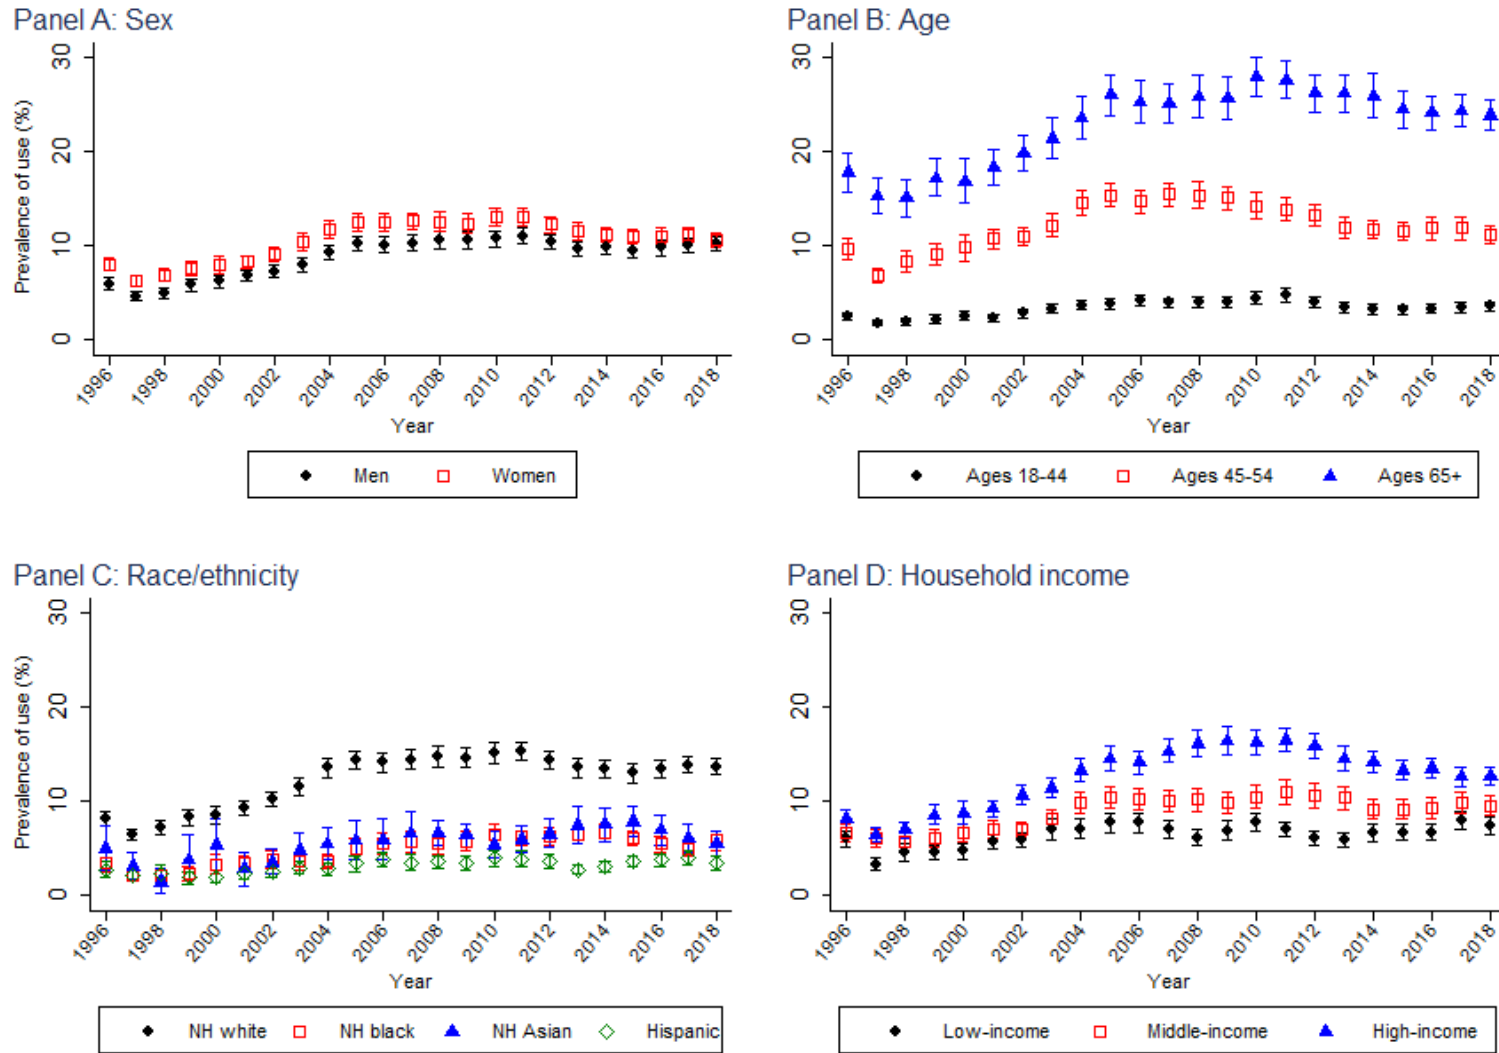 Panel A: Sex
Prevalence of use (%)
30
20
10
0
1996 1998 2000 2002 2004 2006 2008 2010 2012 2014 2016 2018
Year
Men Women
Panel B: Age
30
20
10
0
1996 1998 2000 2002 2004 2006 2008 2010 2012 2014 2016 2018
Year
Ages 18-44 Ages 45-54 Ages 65+
Panel C: Race/ethnicity
Prevalence of use (%)
30
20
10
0
1996 1998 2000 2002 2004 2006 2008 2010 2012 2014 2016 2018
Year
NH white NH black NH Asian Hispanic
Panel D: Household income
30
20
10
0
1996 1998 2000 2002 2004 2006 2008 2010 2012 2014 2016 2018
Year
Low-income Middle-income High-income